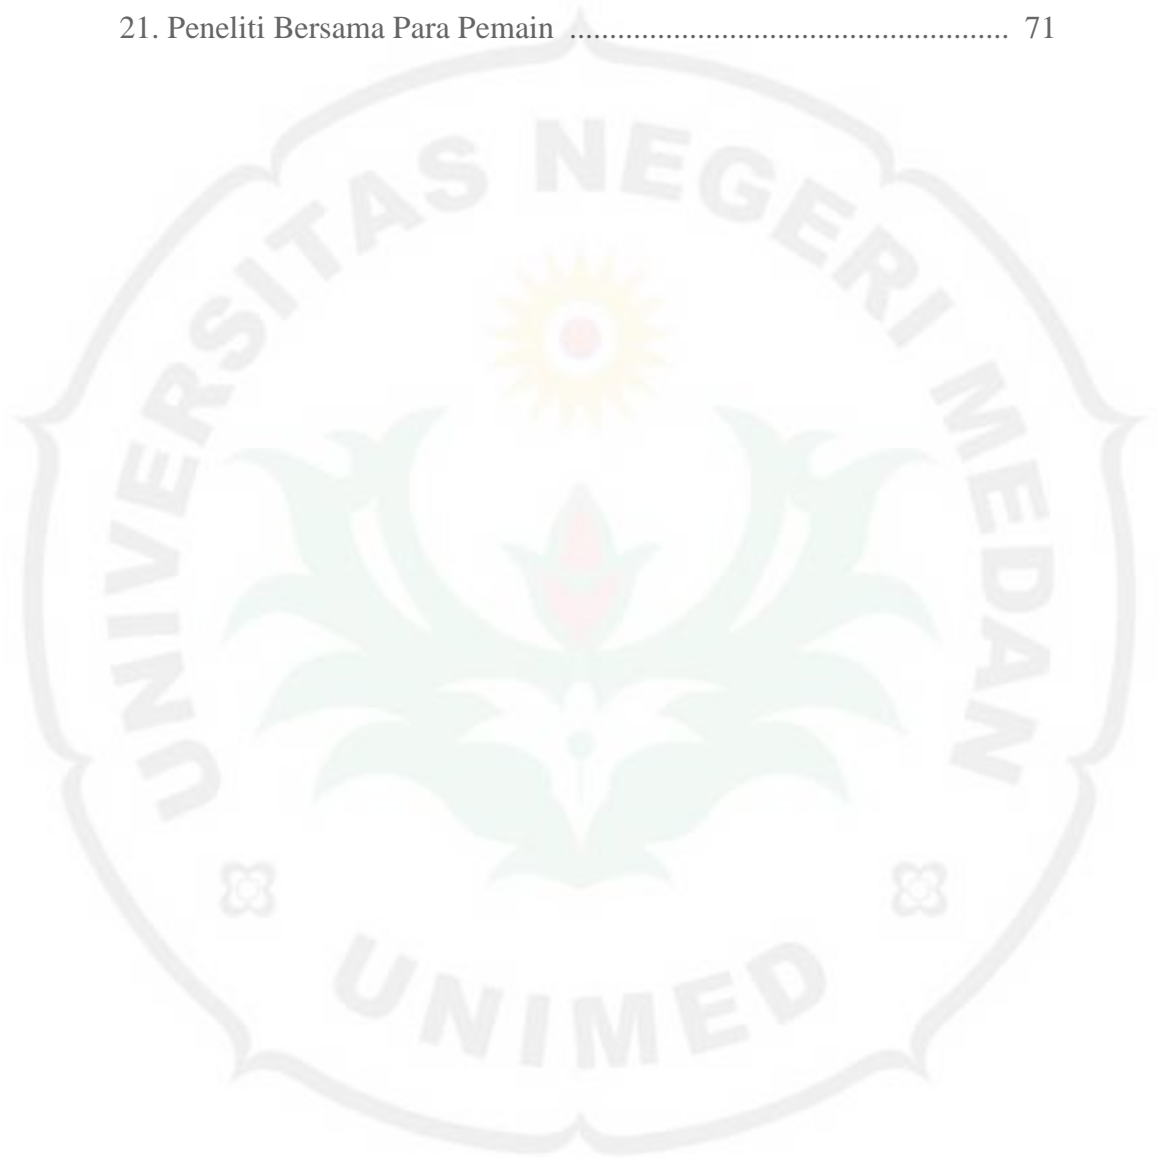 21. Peneliti Bersama Para Pemain ........................................................ 71
UNIVERSITAS NEGERI MEDAN
UNIMED